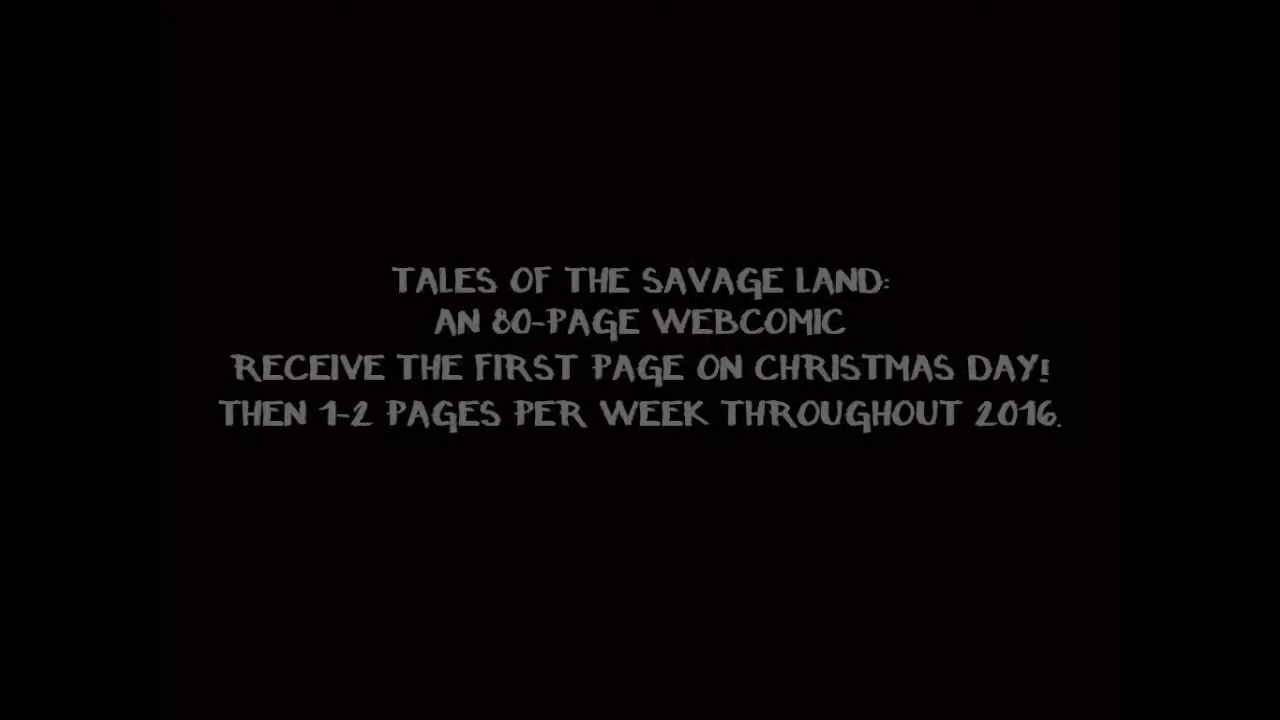 TALES OF THE SAVAGE LAND:
AN 80-PAGE WEBCOMIC
RECEIVE THE FIRST PAGE ON CHRISTMAS DAY!
THEN 1-2 PAGES PER WEEK THROUGHOUT 2016.